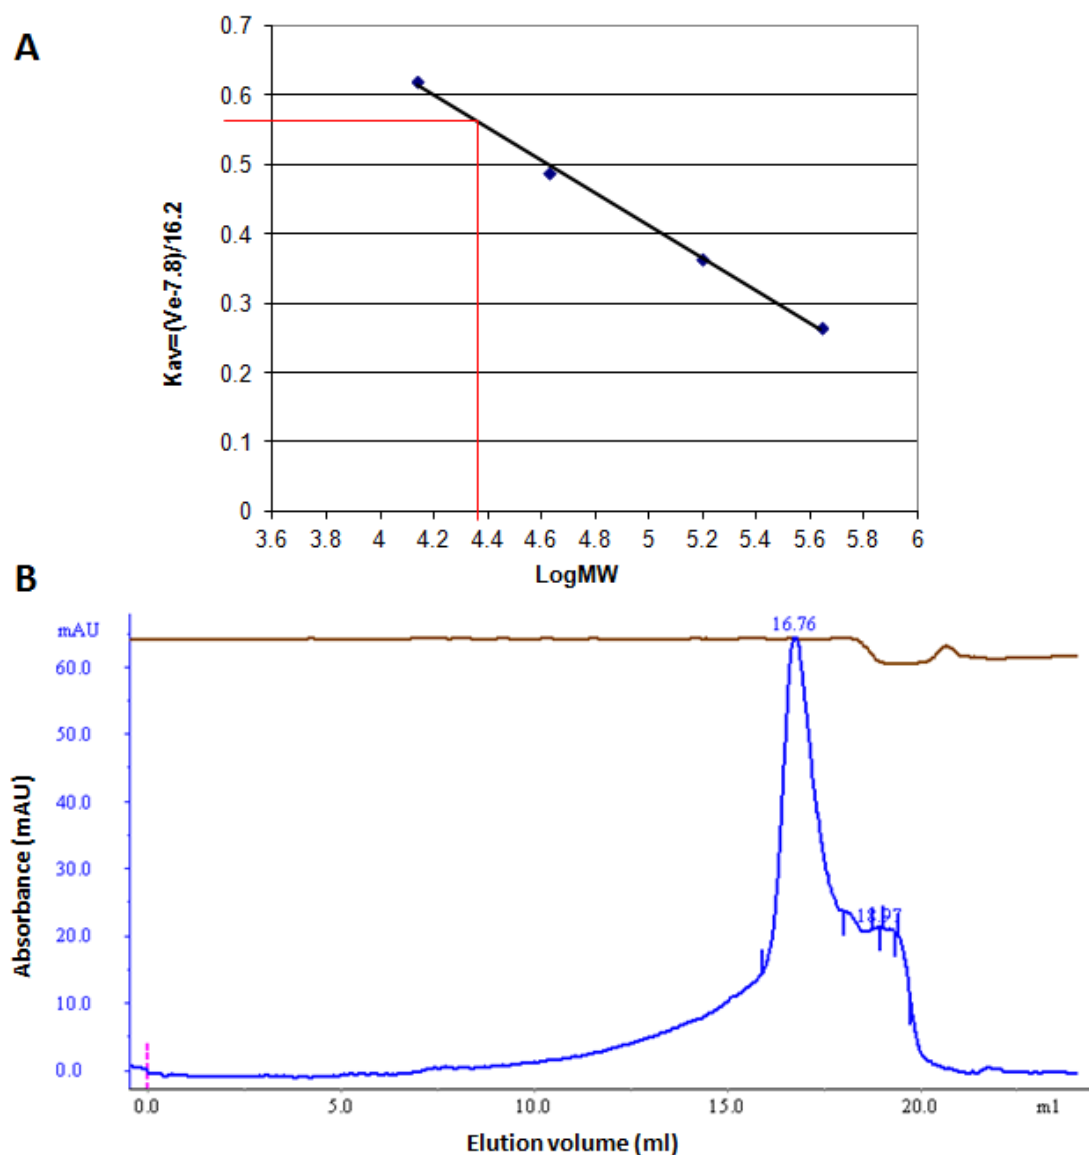 A
0.7
0.6
0.5
0.4
0.3
0.2
0.1
0
Kav=(Ve-7.8)/16.2
3.6 3.8 4 4.2 4.4 4.6 4.8 5 5.2 5.4 5.6 5.8 6
LogMW
B
mAU
16.76
60.0
50.0
40.0
30.0
20.0
10.0
0.0
18.97
Absorbance (mAU)
0.0 5.0 10.0 15.0 20.0 ml
Elution volume (ml)